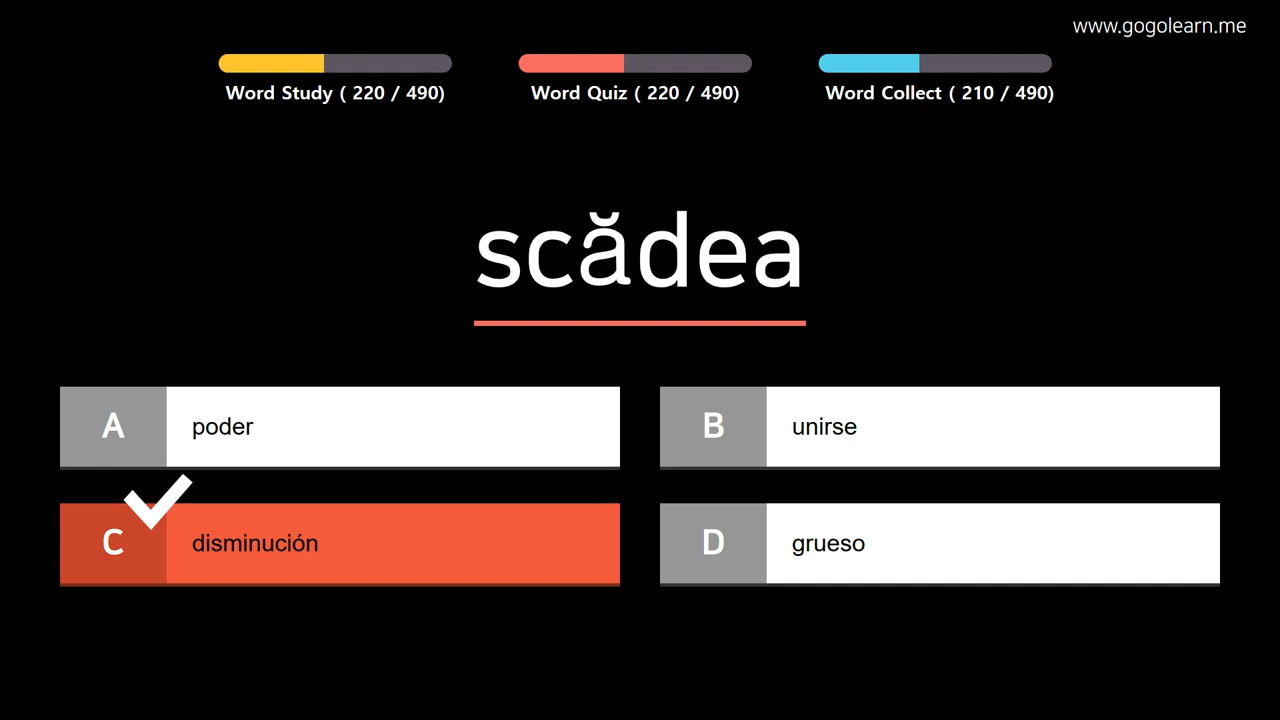 www.gogolearn.me
Word Study ( 220 / 490)
Word Quiz ( 220 / 490)
Word Collect ( 210 / 490)
scădea
A poder
B unirse
C disminución
D grueso